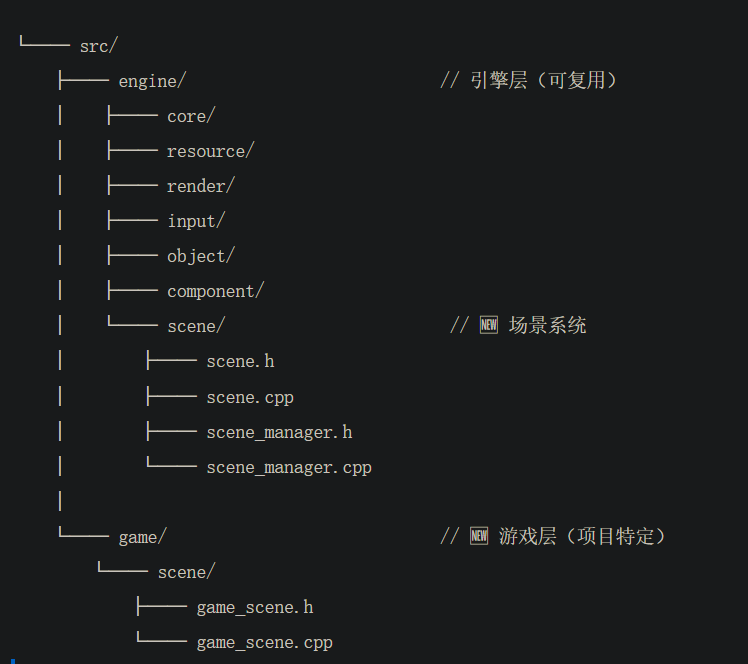 └──── src/
├──── engine/ // 引擎层（可复用）
│ ├──── core/
│ ├──── resource/
│ ├──── render/
│ ├──── input/
│ ├──── object/
│ ├──── component/
│ └──── scene/ // 🆕 场景系统
│ ├──── scene.h
│ ├──── scene.cpp
│ ├──── scene_manager.h
│ └──── scene_manager.cpp
│
└──── game/ // 🆕 游戏层（项目特定）
└──── scene/
├──── game_scene.h
└──── game_scene.cpp